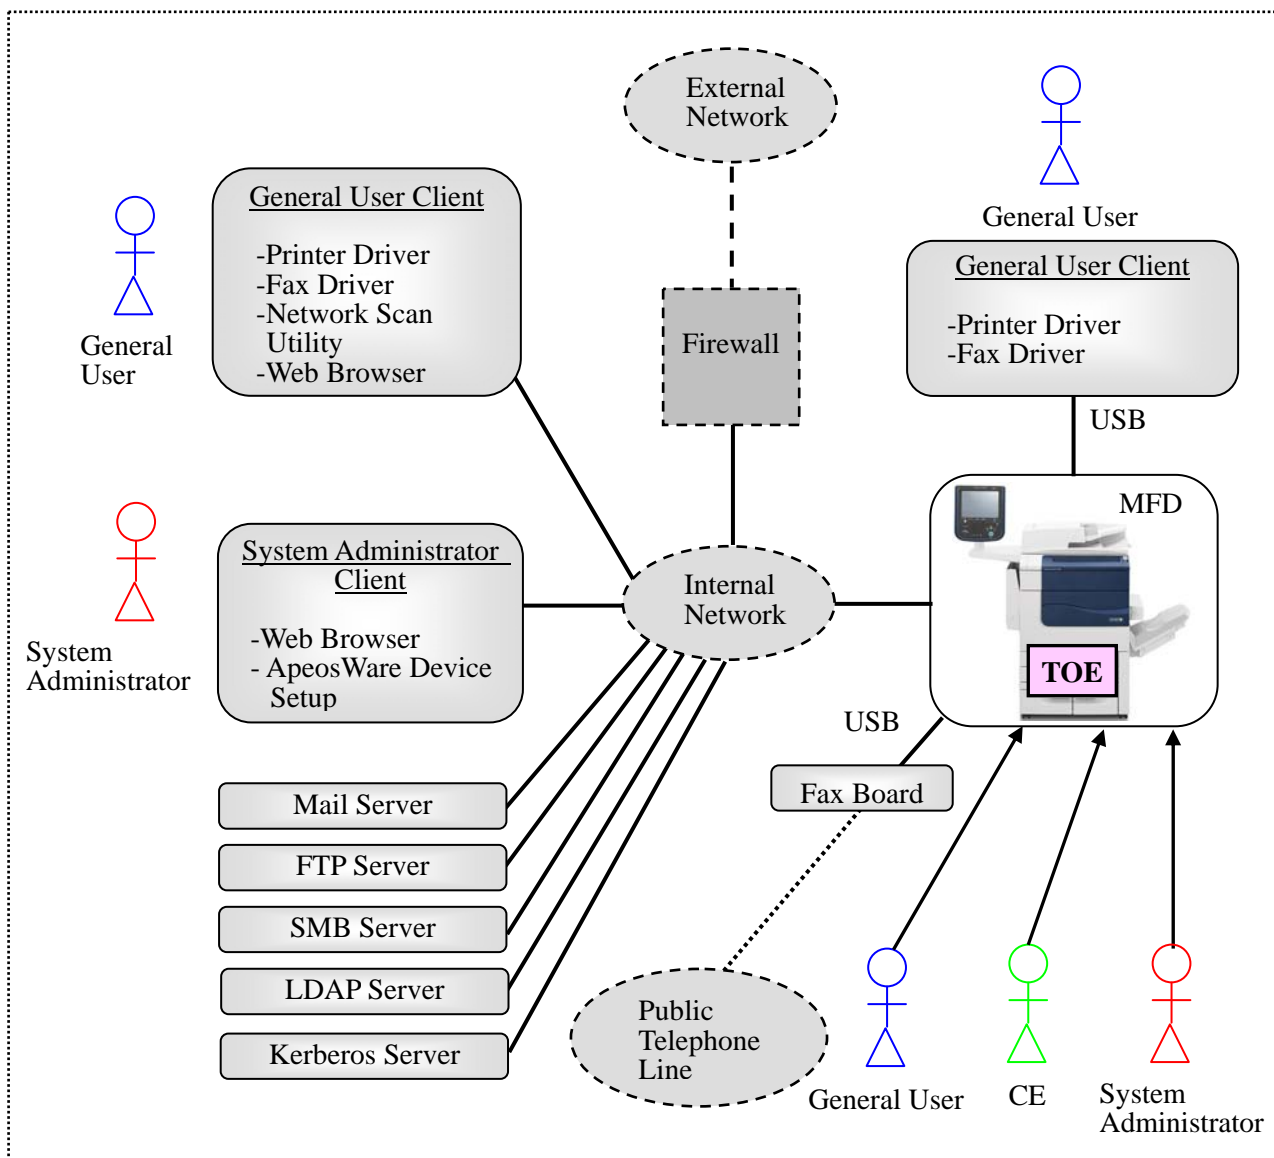 External
Network
General User
General User Client
-Printer Driver
-Fax Driver
-Network Scan
Utility
-Web Browser
General
User
Firewall
General User Client
-Printer Driver
-Fax Driver
USB
MFD
TOE
System Administrator
Client
-Web Browser
- ApeosWare Device
Setup
System
Administrator
Internal
Network
USB
Fax Board
Mail Server
FTP Server
SMB Server
LDAP Server
Kerberos Server
Public
Telephone
Line
General User
CE
System
Administrator